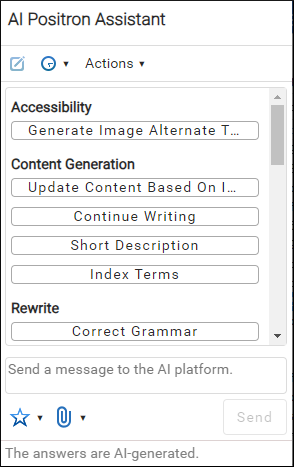 AI Positron Assistant
Actions
Accessibility
Generate Image Alternate T...
Content Generation
Update Content Based On I...
Continue Writing
Short Description
Index Terms
Rewrite
Correct Grammar
Send a message to the AI platform.
Send
The answers are AI-generated.